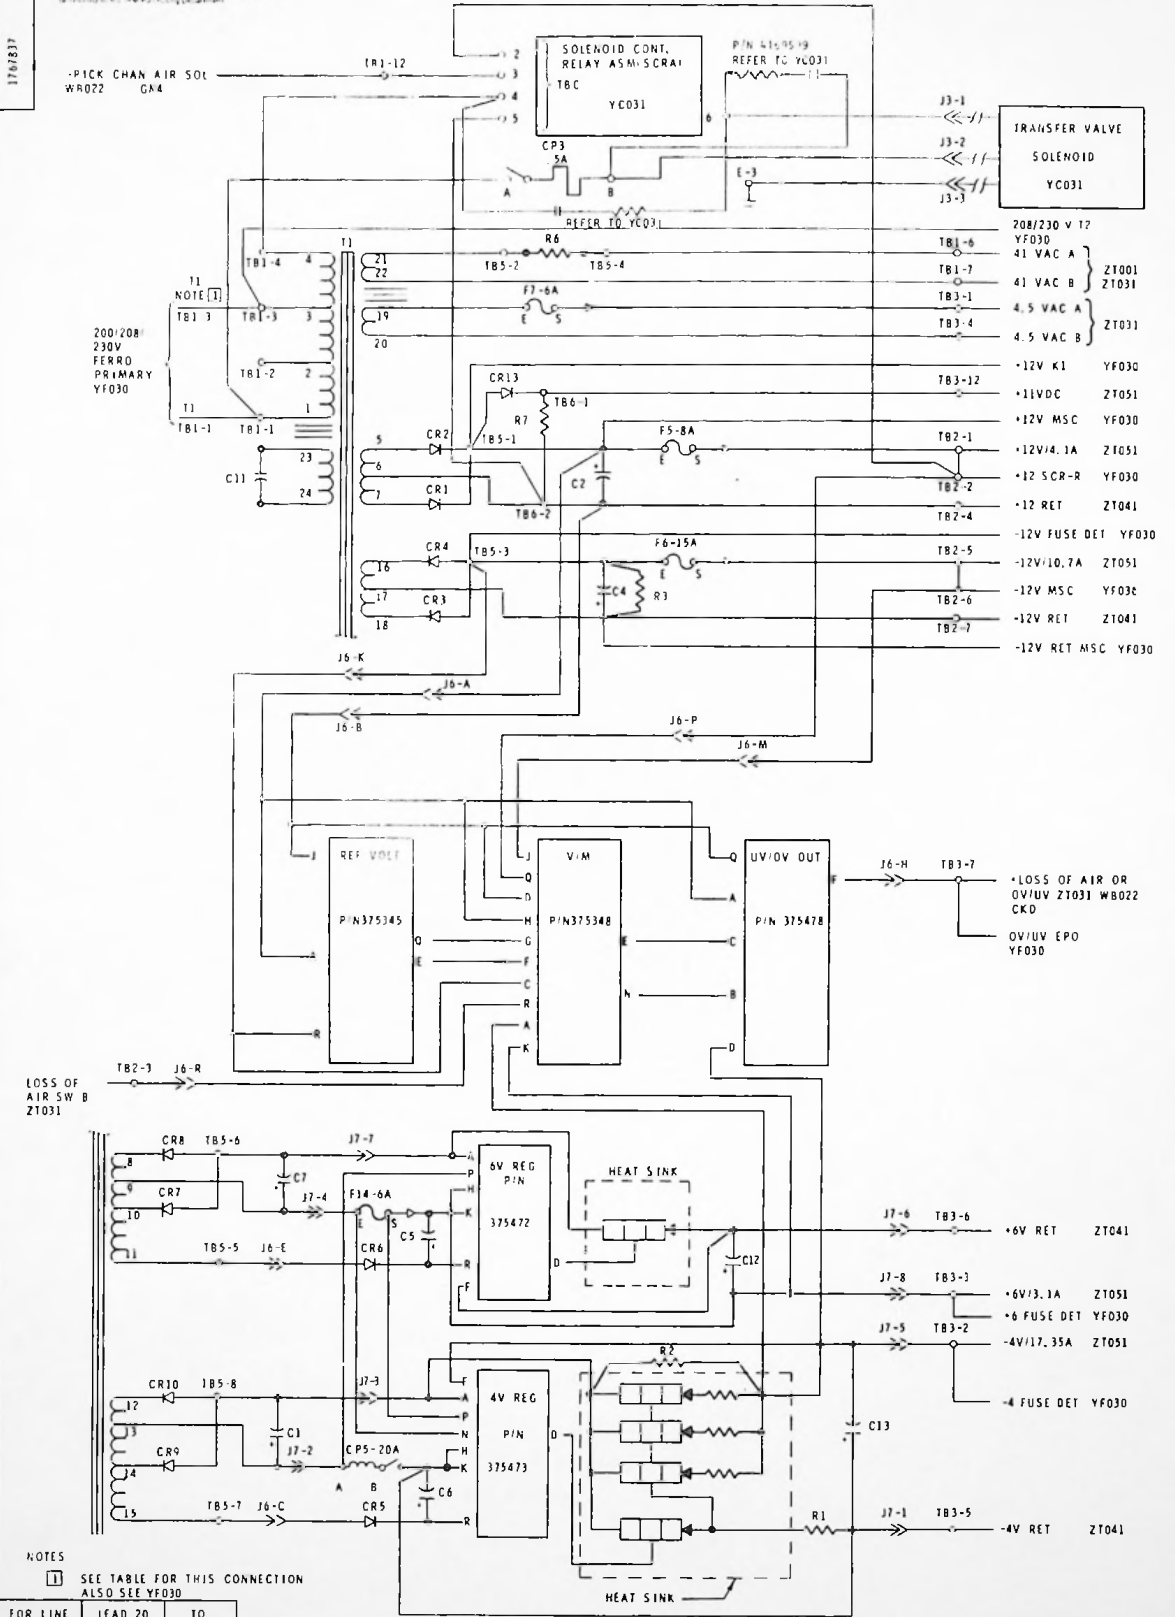 1767837
-PICK CHAN AIR SOL
WB022 GN4
TB1-12
2
3
4
5
SOLENOID CONT.
RELAY ASM-SCRAI
TBC
YC031
6
P/N 4169539
REFER TO YC031
J3-1
J3-2
J3-3
TRANSFER VALVE
SOLENOID
YC031
CP3
5A
A
B
E-3
REFER TO YC031
208/230 V T2
YF030
T1
4
TB1-4
21
22
TB5-2
R6
TB5-4
TB1-6
41 VAC A
TB1-7
41 VAC B
ZT001
ZT031
T1
NOTE 1
TB1 3
TB1-3
3
19
20
F7-6A
E
S
TB3-1
4.5 VAC A
TB3-4
4.5 VAC B
ZT031
200/208/
230V
FERRO
PRIMARY
YF030
TB1-2
2
T1
TB1-1
TB1-1
1
+12V K1 YF030
CR13
TB6-1
TB3-12
+11VDC ZT051
R7
+12V MSC YF030
C11
23
24
5
6
7
CR2
CR1
TB5-1
TB6-2
C2
F5-8A
E
S
TB2-1
+12V/4.1A ZT051
+12 SCR-R YF030
TB2-2
+12 RET ZT041
TB2-4
-12V FUSE DET YF030
16
17
18
CR4
CR3
TB5-3
C4
R3
F6-15A
E
S
TB2-5
-12V/10.7A ZT051
-12V MSC YF030
TB2-6
-12V RET ZT041
TB2-7
-12V RET MSC YF030
J6-K
J6-A
J6-B
J6-P
J6-M
REF VOLT
P/N375345
J
A
R
Q
E
V/M
P/N375348
J
Q
D
H
G
F
C
R
A
K
E
N
UV/OV OUT
P/N 375478
Q
A
C
B
D
F
J6-H
TB3-7
+LOSS OF AIR OR
OV/UV ZT031 WB022
CKD
OV/UV EPO
YF030
LOSS OF
AIR SW B
ZT031
TB2-3
J6-R
8
9
10
11
CR8
TB5-6
CR7
C7
J7-7
J7-4
F14-6A
E
S
C5
TB5-5
J6-E
CR6
A
P
H
K
R
F
6V REG
P/N
375472
D
HEAT SINK
C12
J7-6
TB3-6
+6V RET ZT041
J7-8
TB3-3
+6V/3.1A ZT051
+6 FUSE DET YF030
J7-5
TB3-2
-4V/17.35A ZT051
-4 FUSE DET YF030
12
13
14
15
CR10
TB5-8
CR9
C1
J7-3
J7-2
CP5-20A
A
B
C6
TB5-7
J6-C
CR5
F
A
P
N
H
K
R
4V REG
P/N
375473
D
R2
R1
C13
J7-1
TB3-5
-4V RET ZT041
HEAT SINK
NOTES
1 SEE TABLE FOR THIS CONNECTION
ALSO SEE YF030
FOR LINE LEAD 20 TO